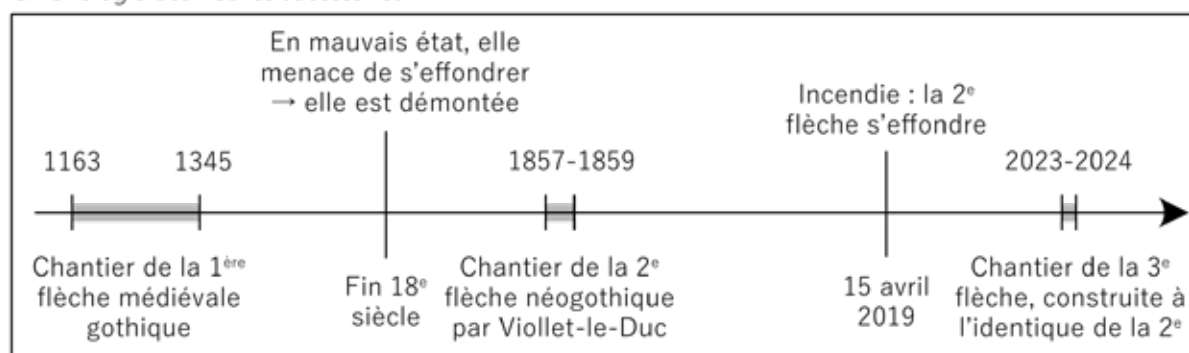 En mauvais état, elle
menace de s'effondrer
→ elle est démontée
Incendie : la 2e
flèche s'effondre
1163
1345
1857-1859
2023-2024
Chantier de la 1ère
flèche médiévale
gothique
Fin 18e
siècle
Chantier de la 2e
flèche néogothique
par Viollet-le-Duc
15 avril
2019
Chantier de la 3e
flèche, construite à
l'identique de la 2e